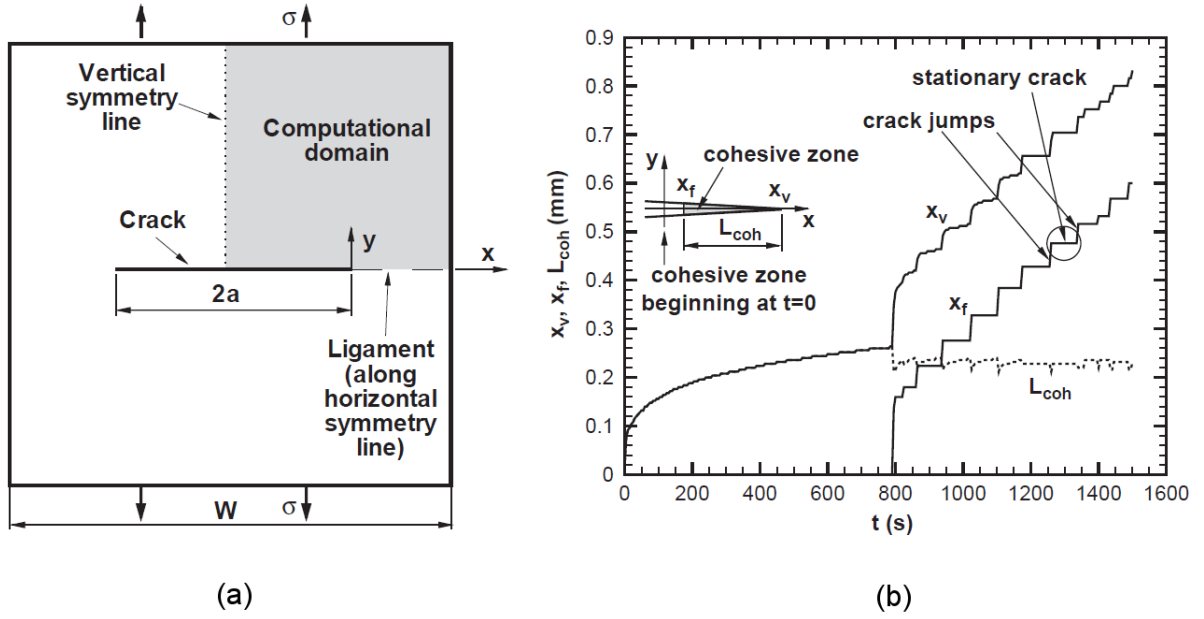 σ
σ
Vertical
symmetry
line
Computational
domain
Crack
y
x
2a
Ligament
(along
horizontal
symmetry
line)
W
(a)
0.9
0.8
0.7
0.6
0.5
0.4
0.3
0.2
0.1
0
x_v, x_f, L_coh (mm)
stationary crack
crack jumps
y
cohesive zone
x_f
x_v
x
L_coh
cohesive zone
beginning at t=0
x_v
x_f
L_coh
0 200 400 600 800 1000 1200 1400 1600
t (s)
(b)